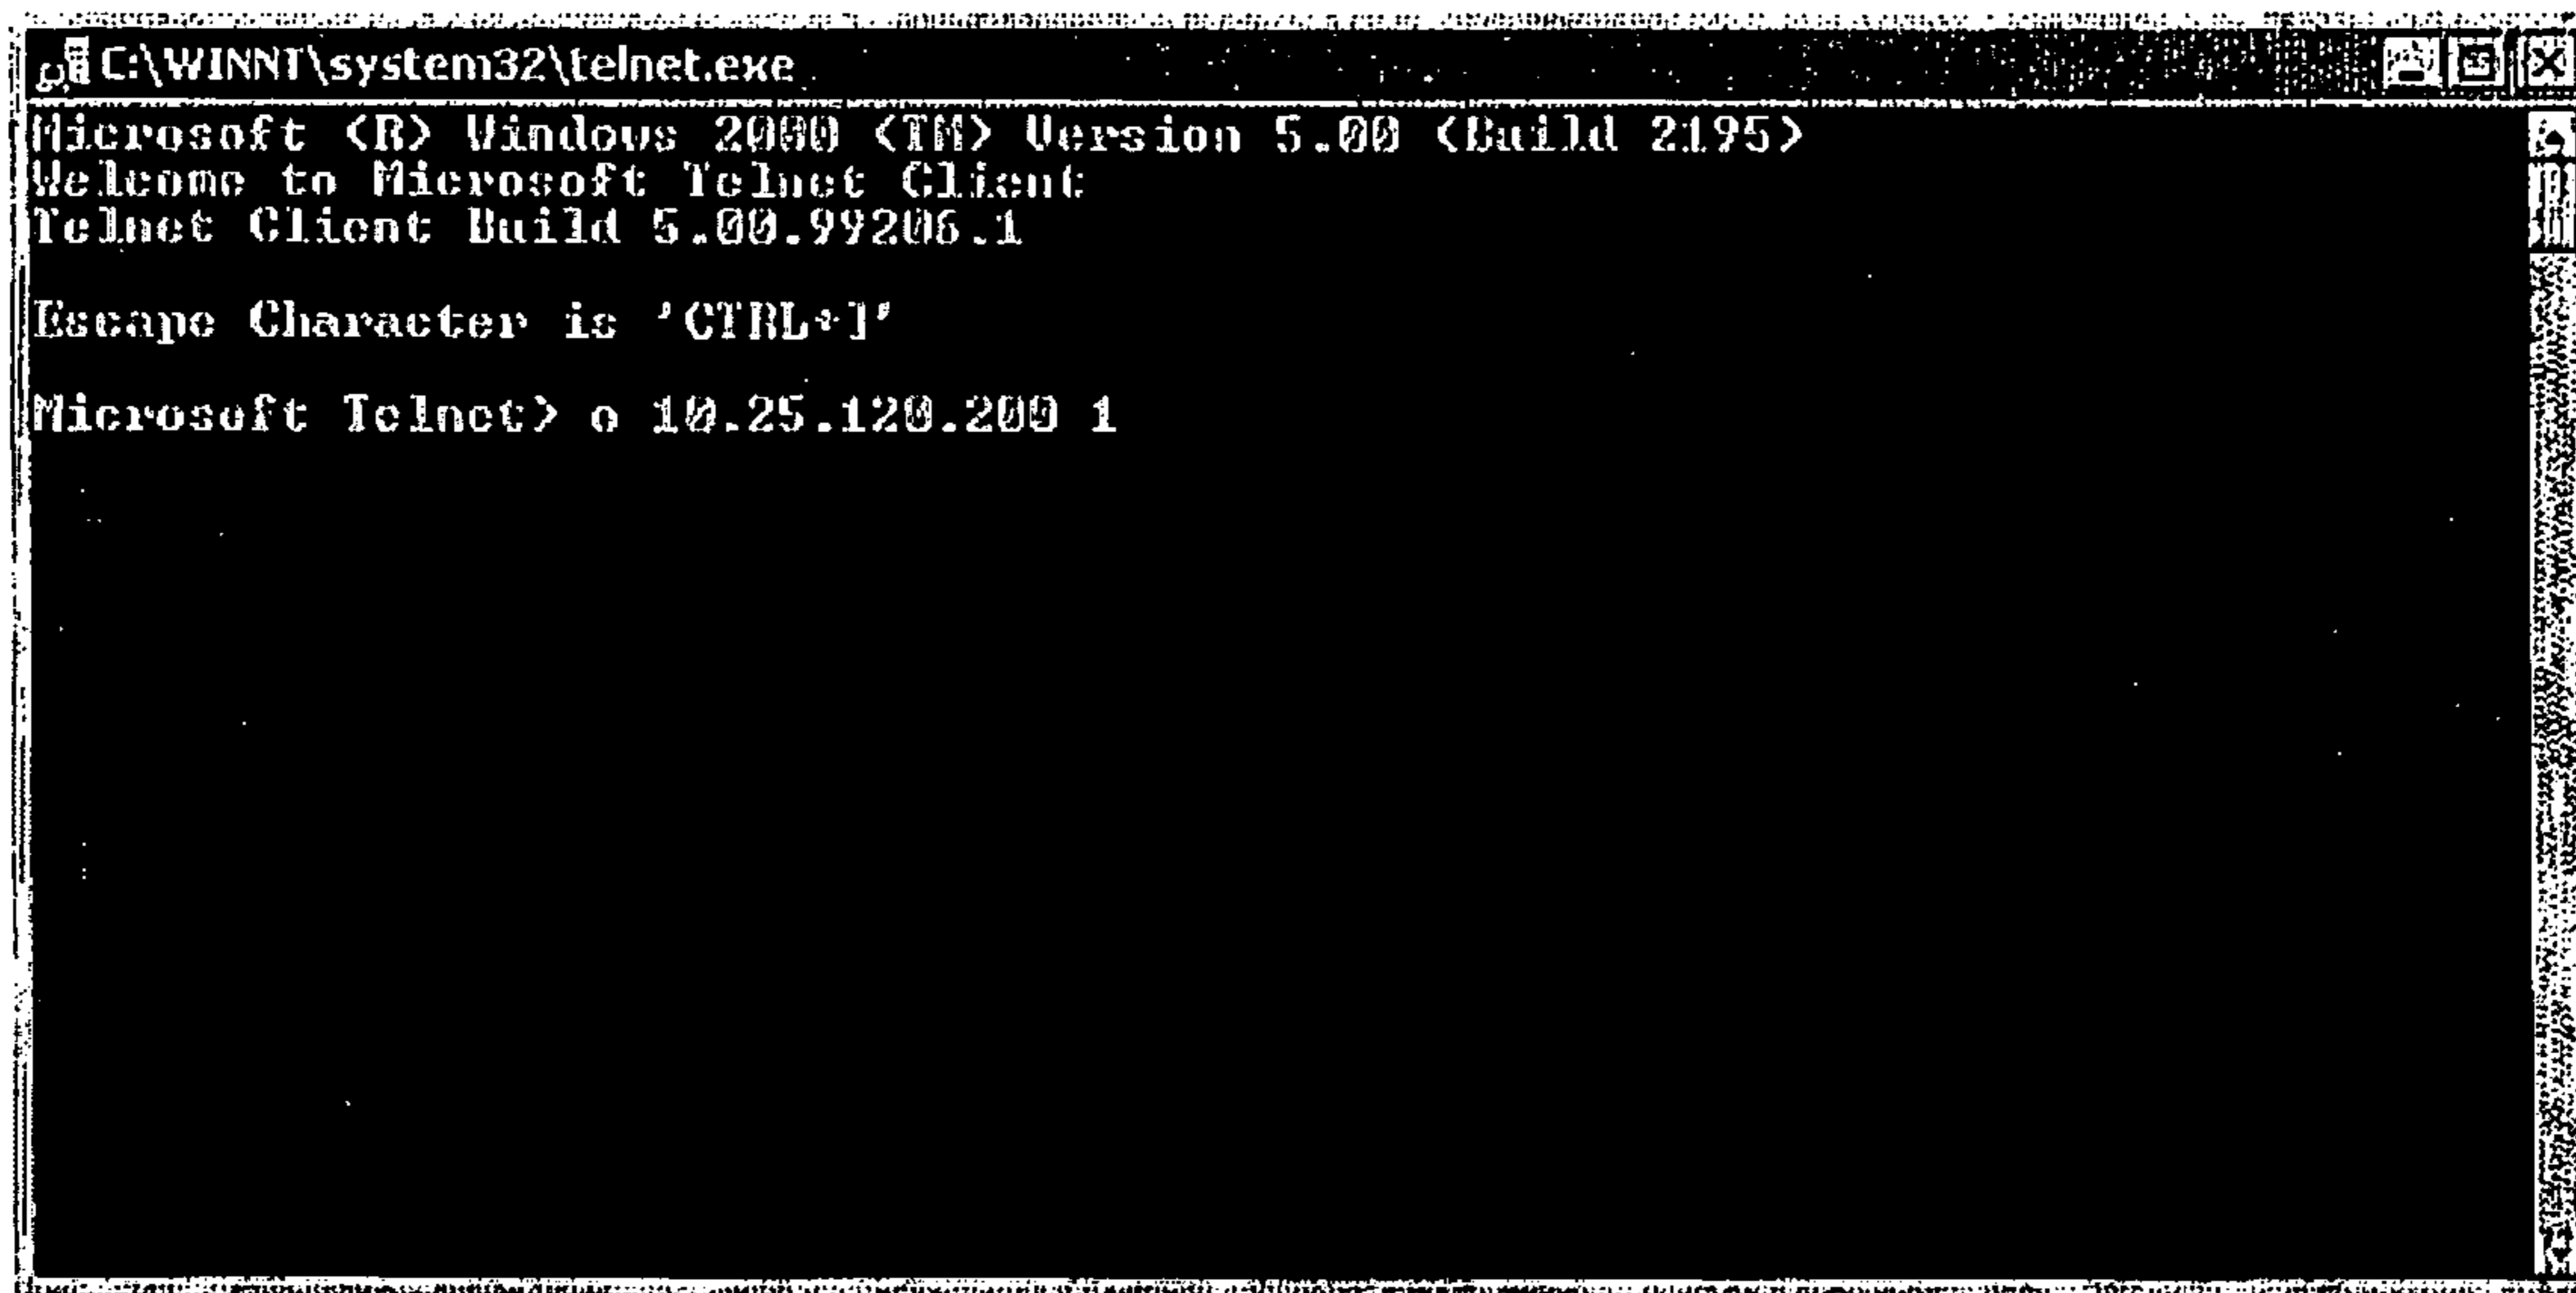 C:\WINNT\system32\telnet.exe
Microsoft (R) Windows 2000 (TM) Version 5.00 (Build 2195)
Welcome to Microsoft Telnet Client
Telnet Client Build 5.00.99206.1
Escape Character is 'CTRL+]'
Microsoft Telnet> o 10.25.120.200 1